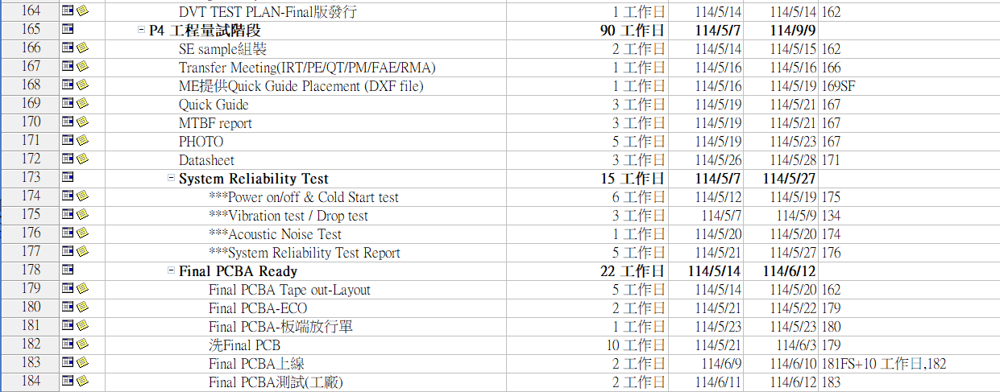 164 DVT TEST PLAN-Final版發行 1 工作日 114/5/14 114/5/14 162
165 P4 工程量試階段 90 工作日 114/5/7 114/9/9
166 SE sample組裝 2 工作日 114/5/14 114/5/15 162
167 Transfer Meeting(IRT/PE/QT/PM/FAE/RMA) 1 工作日 114/5/16 114/5/16 166
168 ME提供Quick Guide Placement (DXF file) 1 工作日 114/5/16 114/5/19 169SF
169 Quick Guide 3 工作日 114/5/19 114/5/21 167
170 MTBF report 3 工作日 114/5/19 114/5/21 167
171 PHOTO 5 工作日 114/5/19 114/5/23 167
172 Datasheet 3 工作日 114/5/26 114/5/28 171
173 System Reliability Test 15 工作日 114/5/7 114/5/27
174 ***Power on/off & Cold Start test 6 工作日 114/5/12 114/5/19 175
175 ***Vibration test / Drop test 3 工作日 114/5/7 114/5/9 134
176 ***Acoustic Noise Test 1 工作日 114/5/20 114/5/20 174
177 ***System Reliability Test Report 5 工作日 114/5/21 114/5/27 176
178 Final PCBA Ready 22 工作日 114/5/14 114/6/12
179 Final PCBA Tape out-Layout 5 工作日 114/5/14 114/5/20 162
180 Final PCBA-ECO 2 工作日 114/5/21 114/5/22 179
181 Final PCBA-板端放行單 1 工作日 114/5/23 114/5/23 180
182 洗Final PCB 10 工作日 114/5/21 114/6/3 179
183 Final PCBA上線 2 工作日 114/6/9 114/6/10 181FS+10 工作日,182
184 Final PCBA測試(工廠) 2 工作日 114/6/11 114/6/12 183